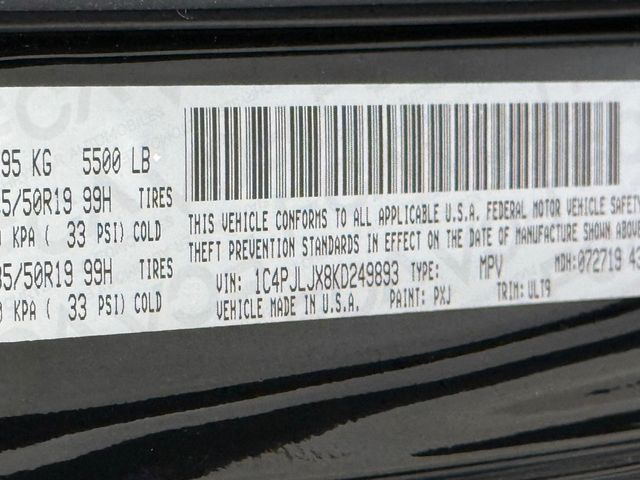 95 KG 5500 LB
5/50R19 99H TIRES
KPA ( 33 PSI) COLD
5/50R19 99H TIRES
KPA ( 33 PSI) COLD
THIS VEHICLE CONFORMS TO ALL APPLICABLE U.S.A. FEDERAL MOTOR VEHICLE SAFETY
THEFT PREVENTION STANDARDS IN EFFECT ON THE DATE OF MANUFACTURE SHOWN ABOVE
VIN: 1C4PJLJX8KD249893 TYPE: MPV MDH: 072719 43
VEHICLE MADE IN U.S.A. PAINT: PXJ TRIM: ULT9